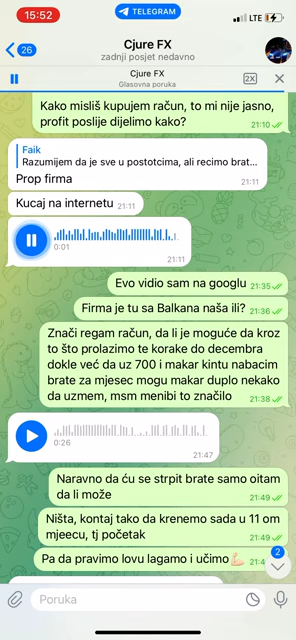 15:52
TELEGRAM
LTE
26
Cjure FX
zadnji posjet nedavno
Cjure FX
Glasovna poruka
2X
Kako misliš kupujem račun, to mi nije jasno,
profit poslije dijelimo kako?
21:10
Faik
Razumijem da je sve u postotcima, ali recimo brat...
Prop firma
21:11
Kucaj na internetu
21:11
0:01
21:11
Evo vidio sam na googlu
21:35
Firma je tu sa Balkana naša ili?
21:36
Znači regam račun, da li je moguće da kroz
to što prolazimo te korake do decembra
dokle već da uz 700 i makar kintu nabacim
brate za mjesec mogu makar duplo nekako
da uzmem, msm menibi to značilo
21:38
0:26
21:47
Naravno da ću se strpit brate samo oitam
da li može
21:49
Ništa, kontaj tako da krenemo sada u 11 om
mjeecu, tj početak
21:49
Pa da pravimo lovu lagamo i učimo💪🏻
2
Poruka